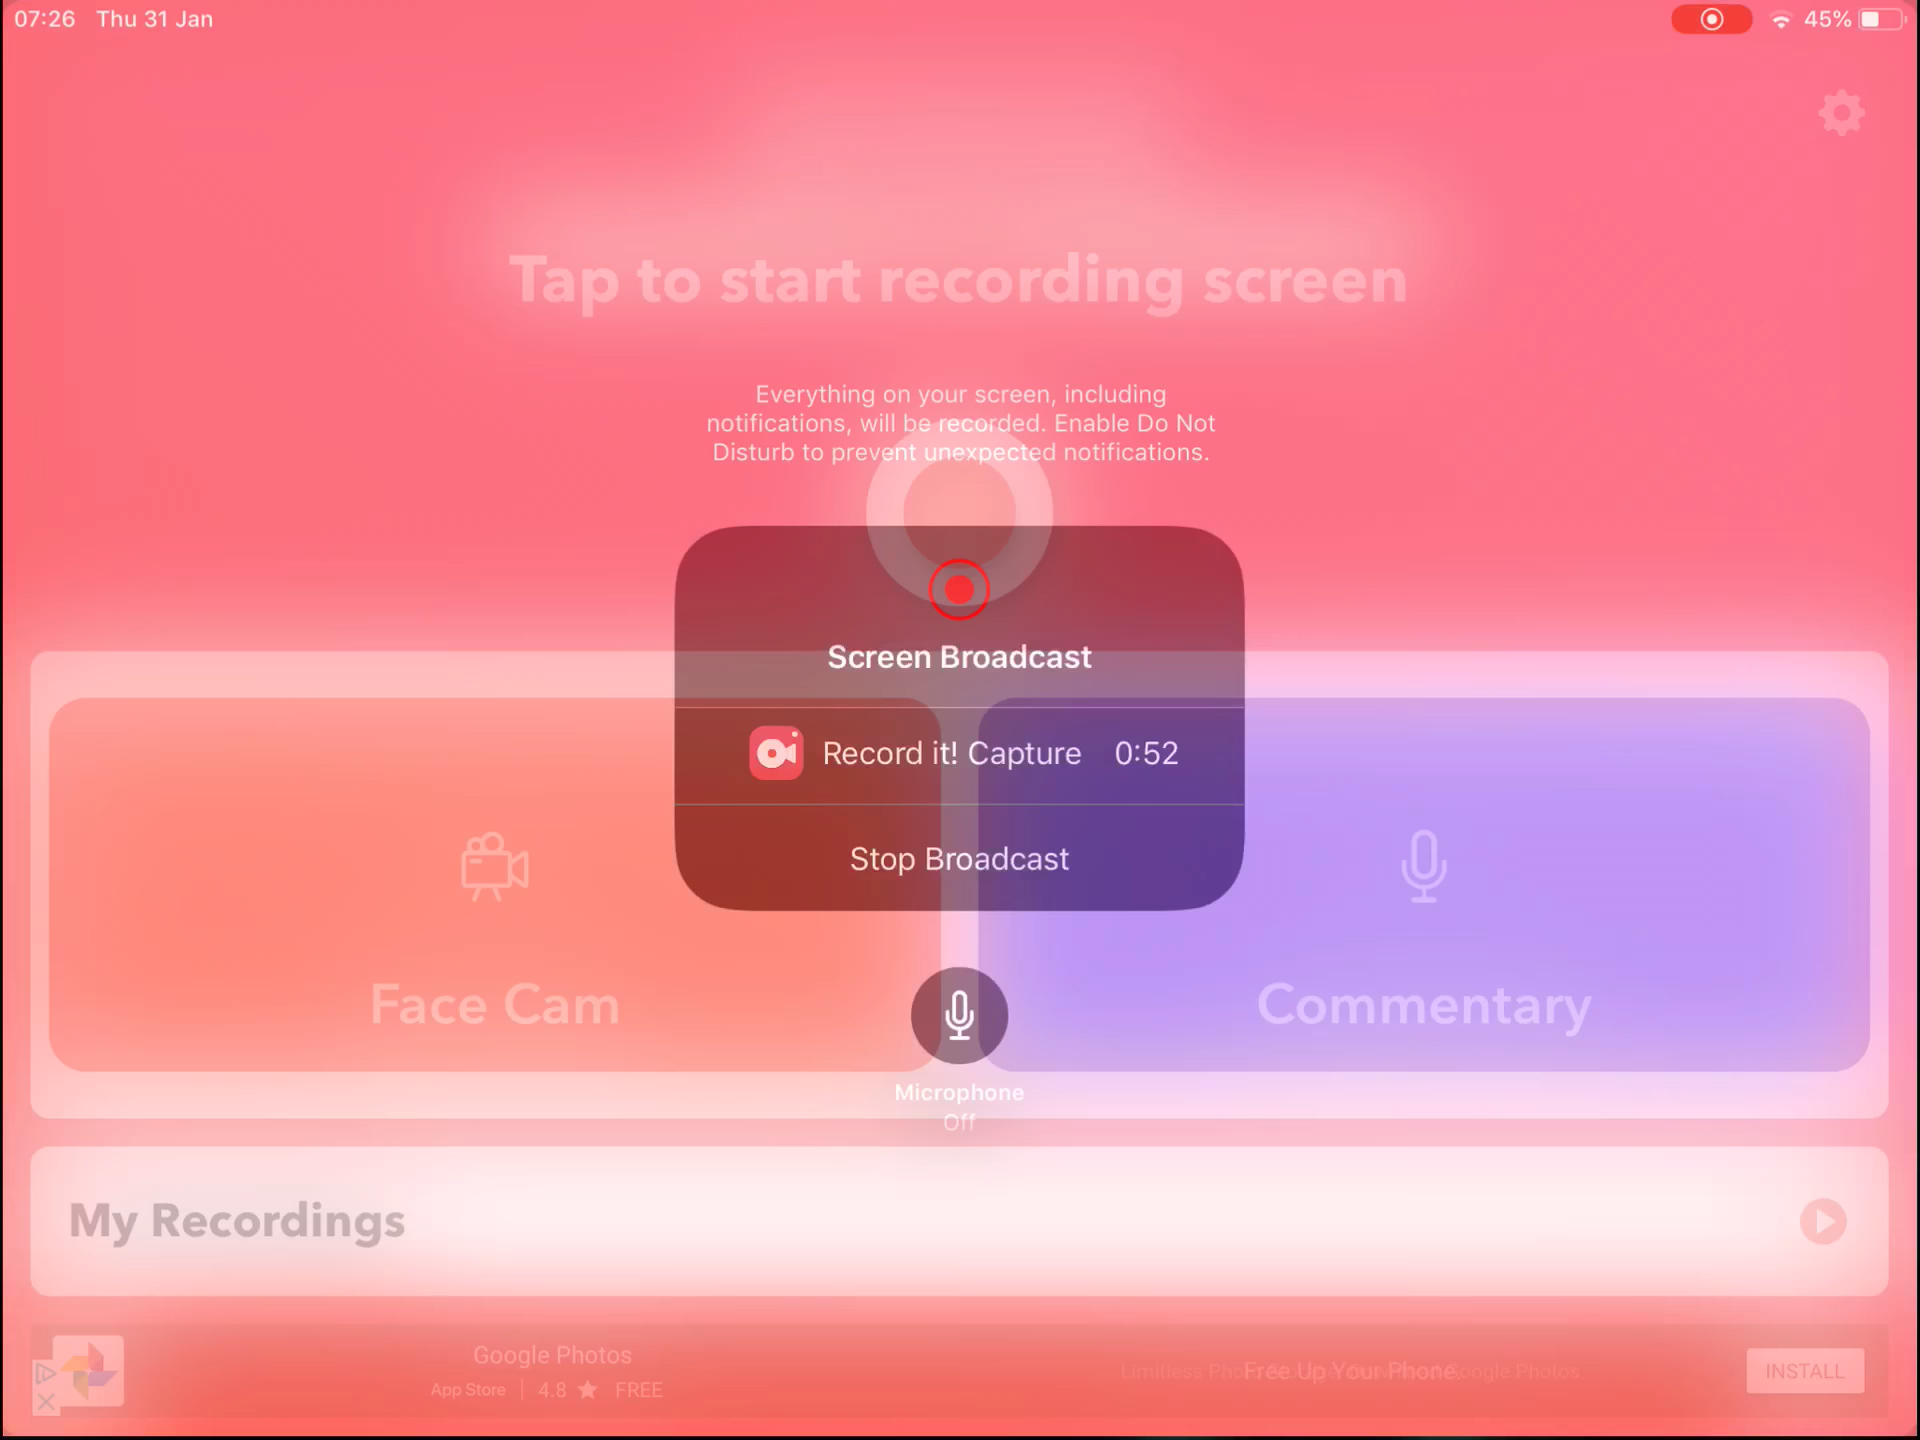 07:26 Thu 31 Jan
45%
Tap to start recording screen
Everything on your screen, including
notifications, will be recorded. Enable Do Not
Disturb to prevent unexpected notifications.
Screen Broadcast
Record it! Capture 0:52
Stop Broadcast
Face Cam
Commentary
Microphone
Off
My Recordings
Google Photos
App Store | 4.8 ★ FREE
Free Up Your Phone.
INSTALL